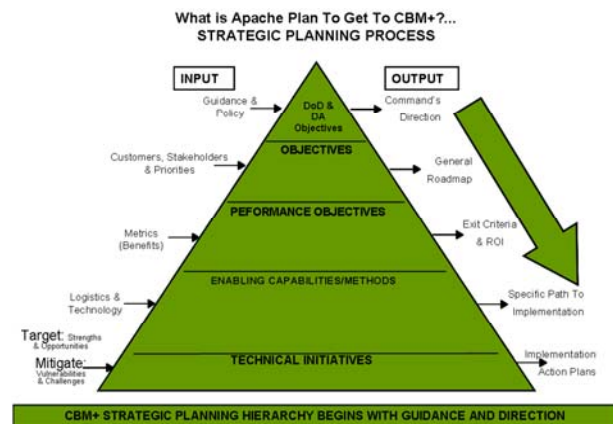 What is Apache Plan To Get To CBM+?...
STRATEGIC PLANNING PROCESS
INPUT
OUTPUT
Guidance &
Policy
DoD &
DA
Objectives
Command's
Direction
OBJECTIVES
Customers, Stakeholders
& Priorities
General
Roadmap
PEFORMANCE OBJECTIVES
Metrics
(Benefits)
Exit Criteria
& ROI
ENABLING CAPABILITIES/METHODS
Logistics &
Technology
Specific Path To
Implementation
Target: Strengths
& Opportunities
Mitigate:
Vulnerabilities
& Challenges
TECHNICAL INITIATIVES
Implementation
Action Plans
CBM+ STRATEGIC PLANNING HIERARCHY BEGINS WITH GUIDANCE AND DIRECTION